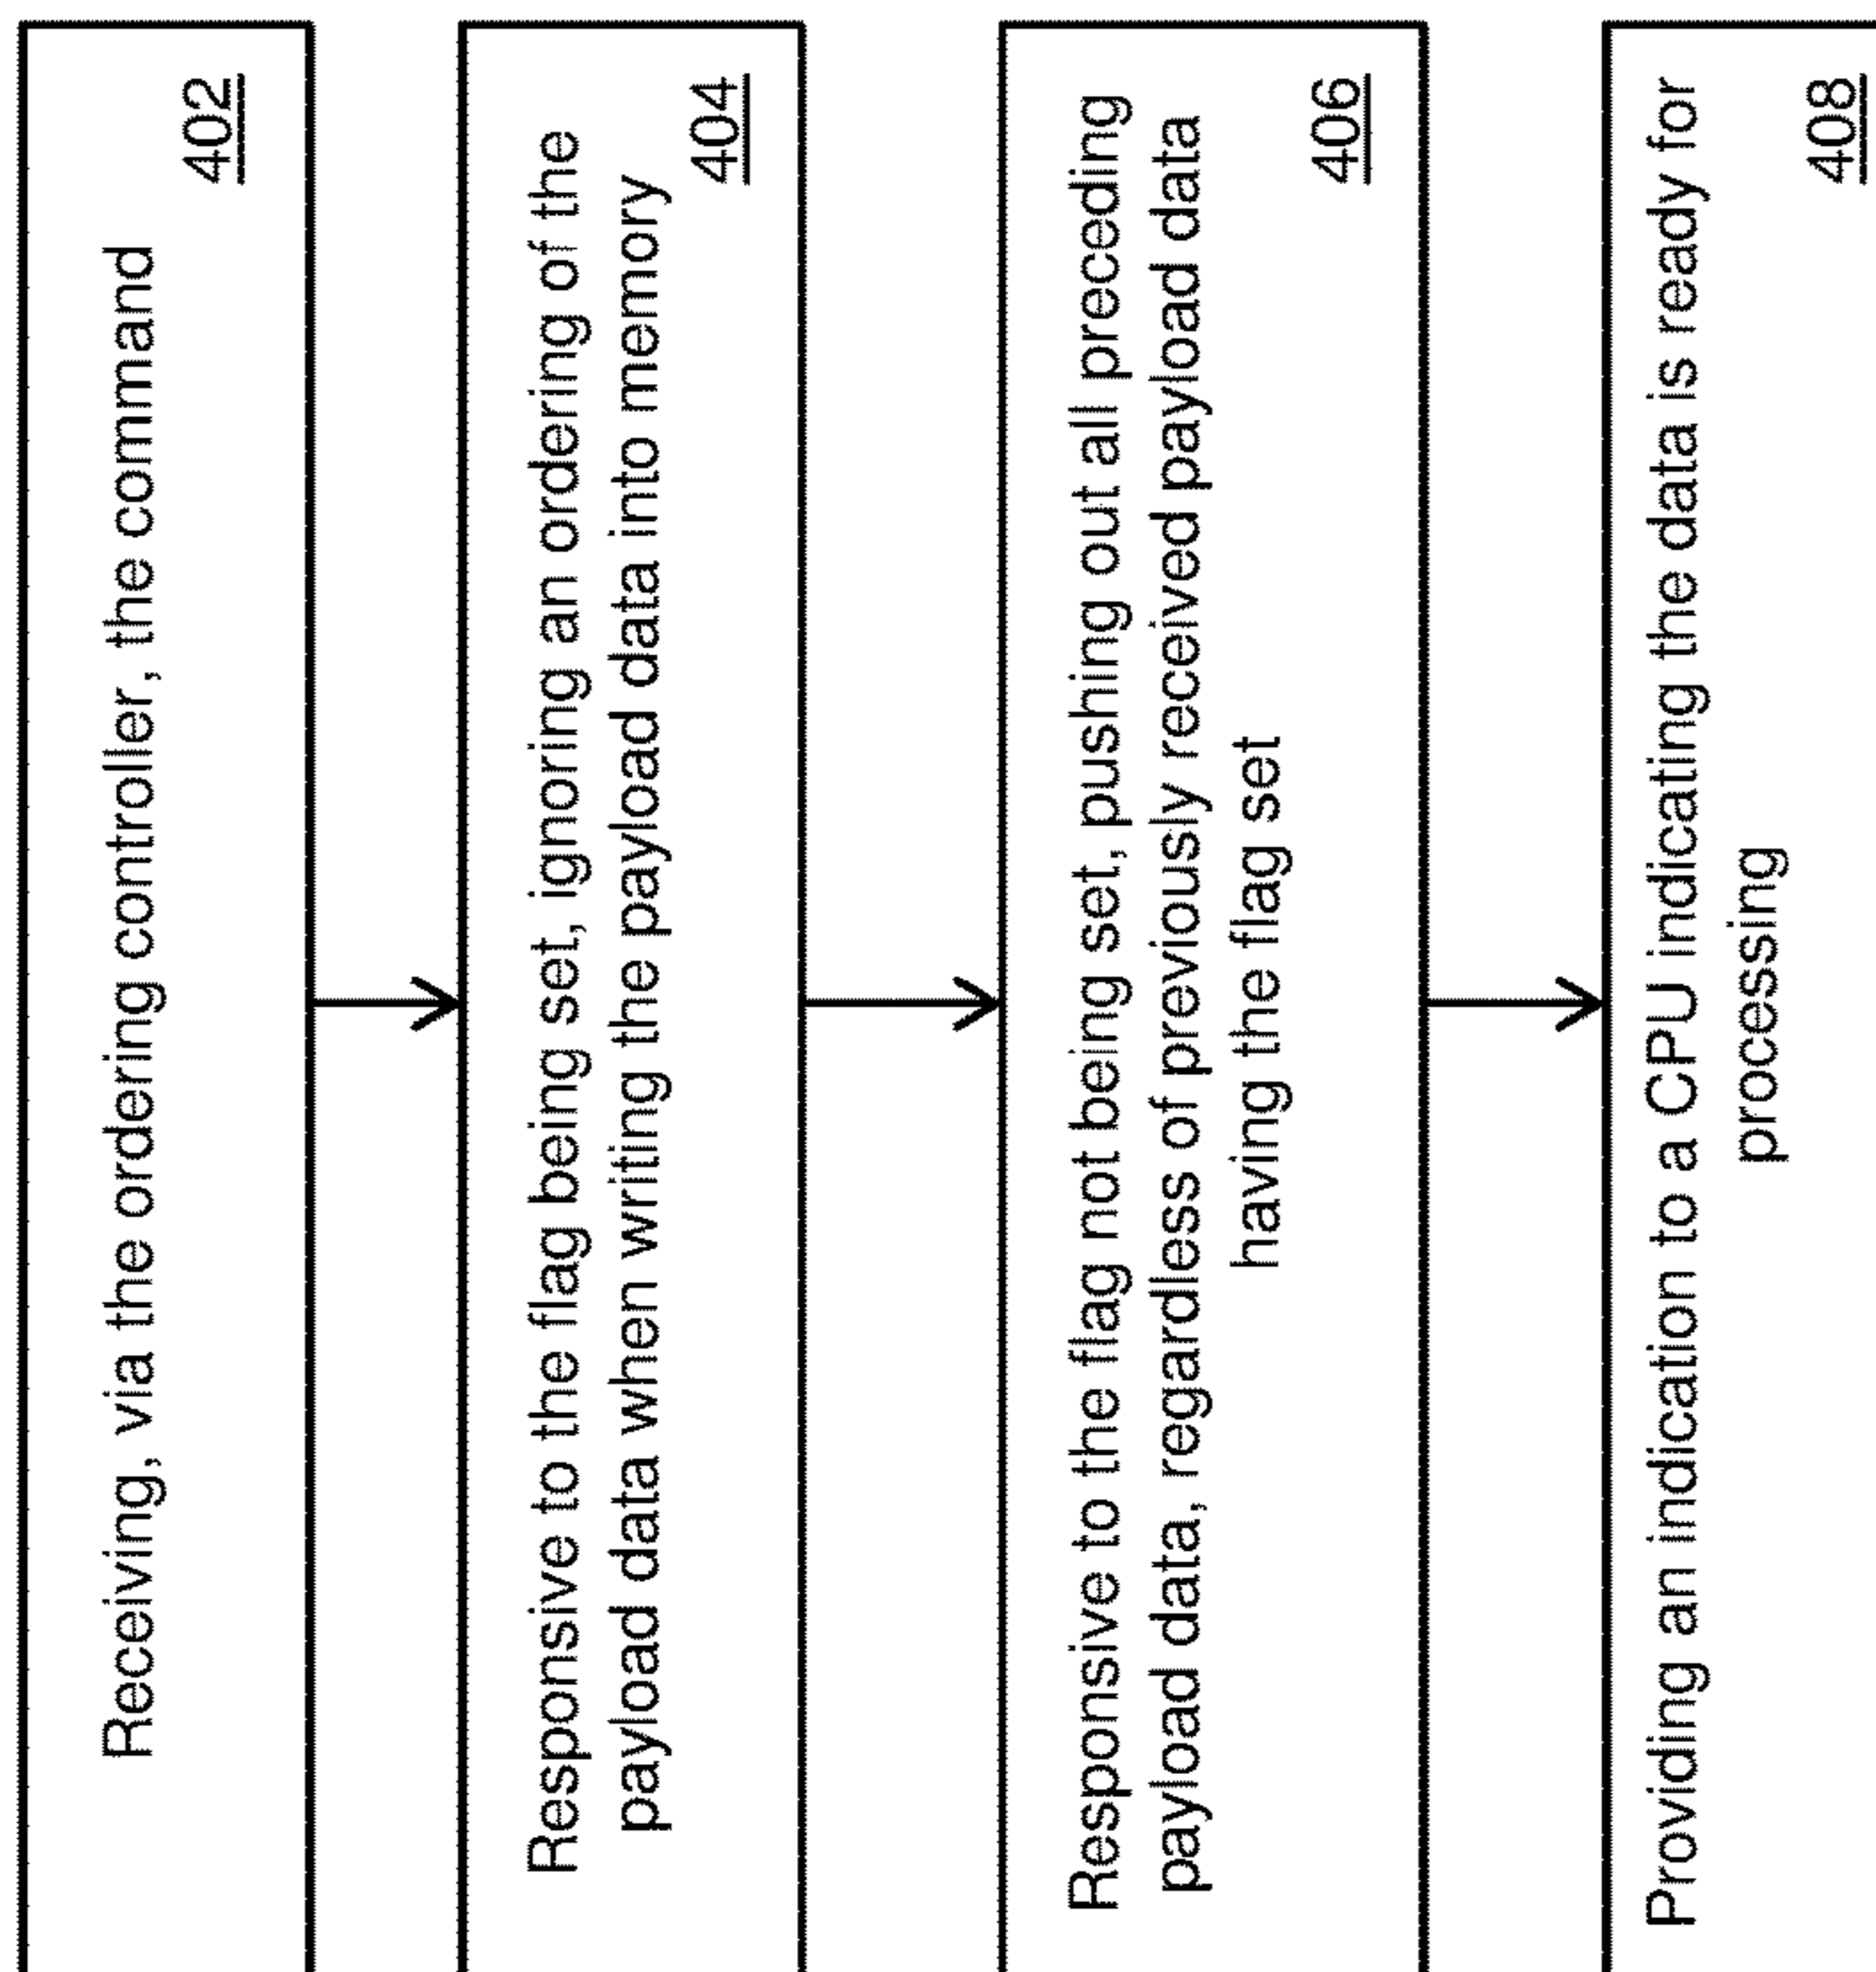 Receiving, via the ordering controller, the command
402
Responsive to the flag being set, ignoring an ordering of the
payload data when writing the payload data into memory
404
Responsive to the flag not being set, pushing out all preceding
payload data, regardless of previously received payload data
having the flag set
406
Providing an indication to a CPU indicating the data is ready for
processing
408